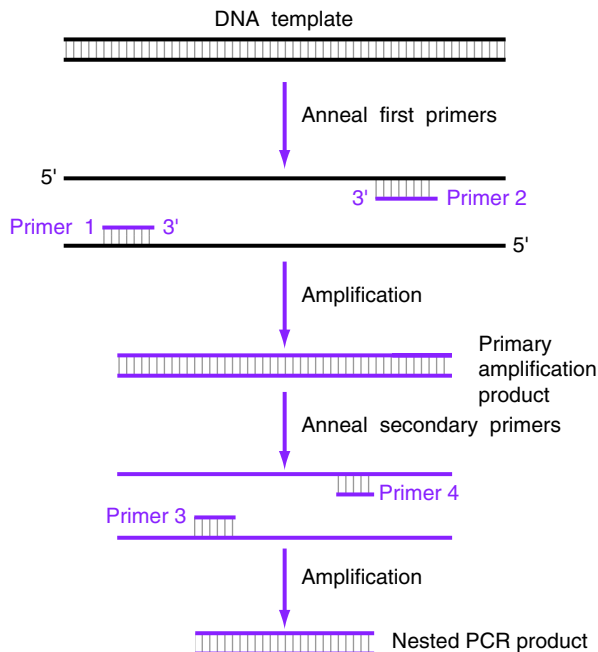 DNA template
Anneal first primers
5'
3' Primer 2
Primer 1 3'
5'
Amplification
Primary
amplification
product
Anneal secondary primers
Primer 4
Primer 3
Amplification
Nested PCR product